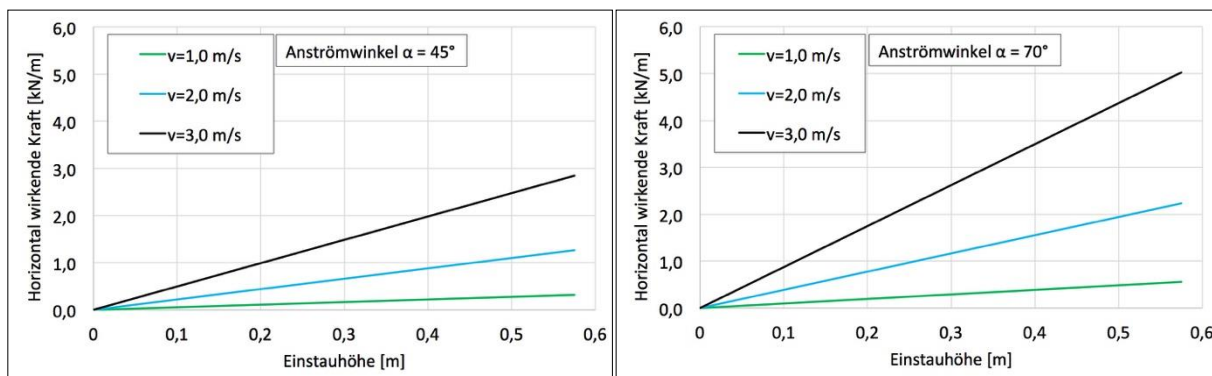 Horizontal wirkende Kraft [kN/m]
6,0
5,0
4,0
3,0
2,0
1,0
0,0
v=1,0 m/s
v=2,0 m/s
v=3,0 m/s
Anströmwinkel α = 45°
0 0,1 0,2 0,3 0,4 0,5 0,6
Einstauhöhe [m]
Horizontal wirkende Kraft [kN/m]
6,0
5,0
4,0
3,0
2,0
1,0
0,0
v=1,0 m/s
v=2,0 m/s
v=3,0 m/s
Anströmwinkel α = 70°
0 0,1 0,2 0,3 0,4 0,5 0,6
Einstauhöhe [m]